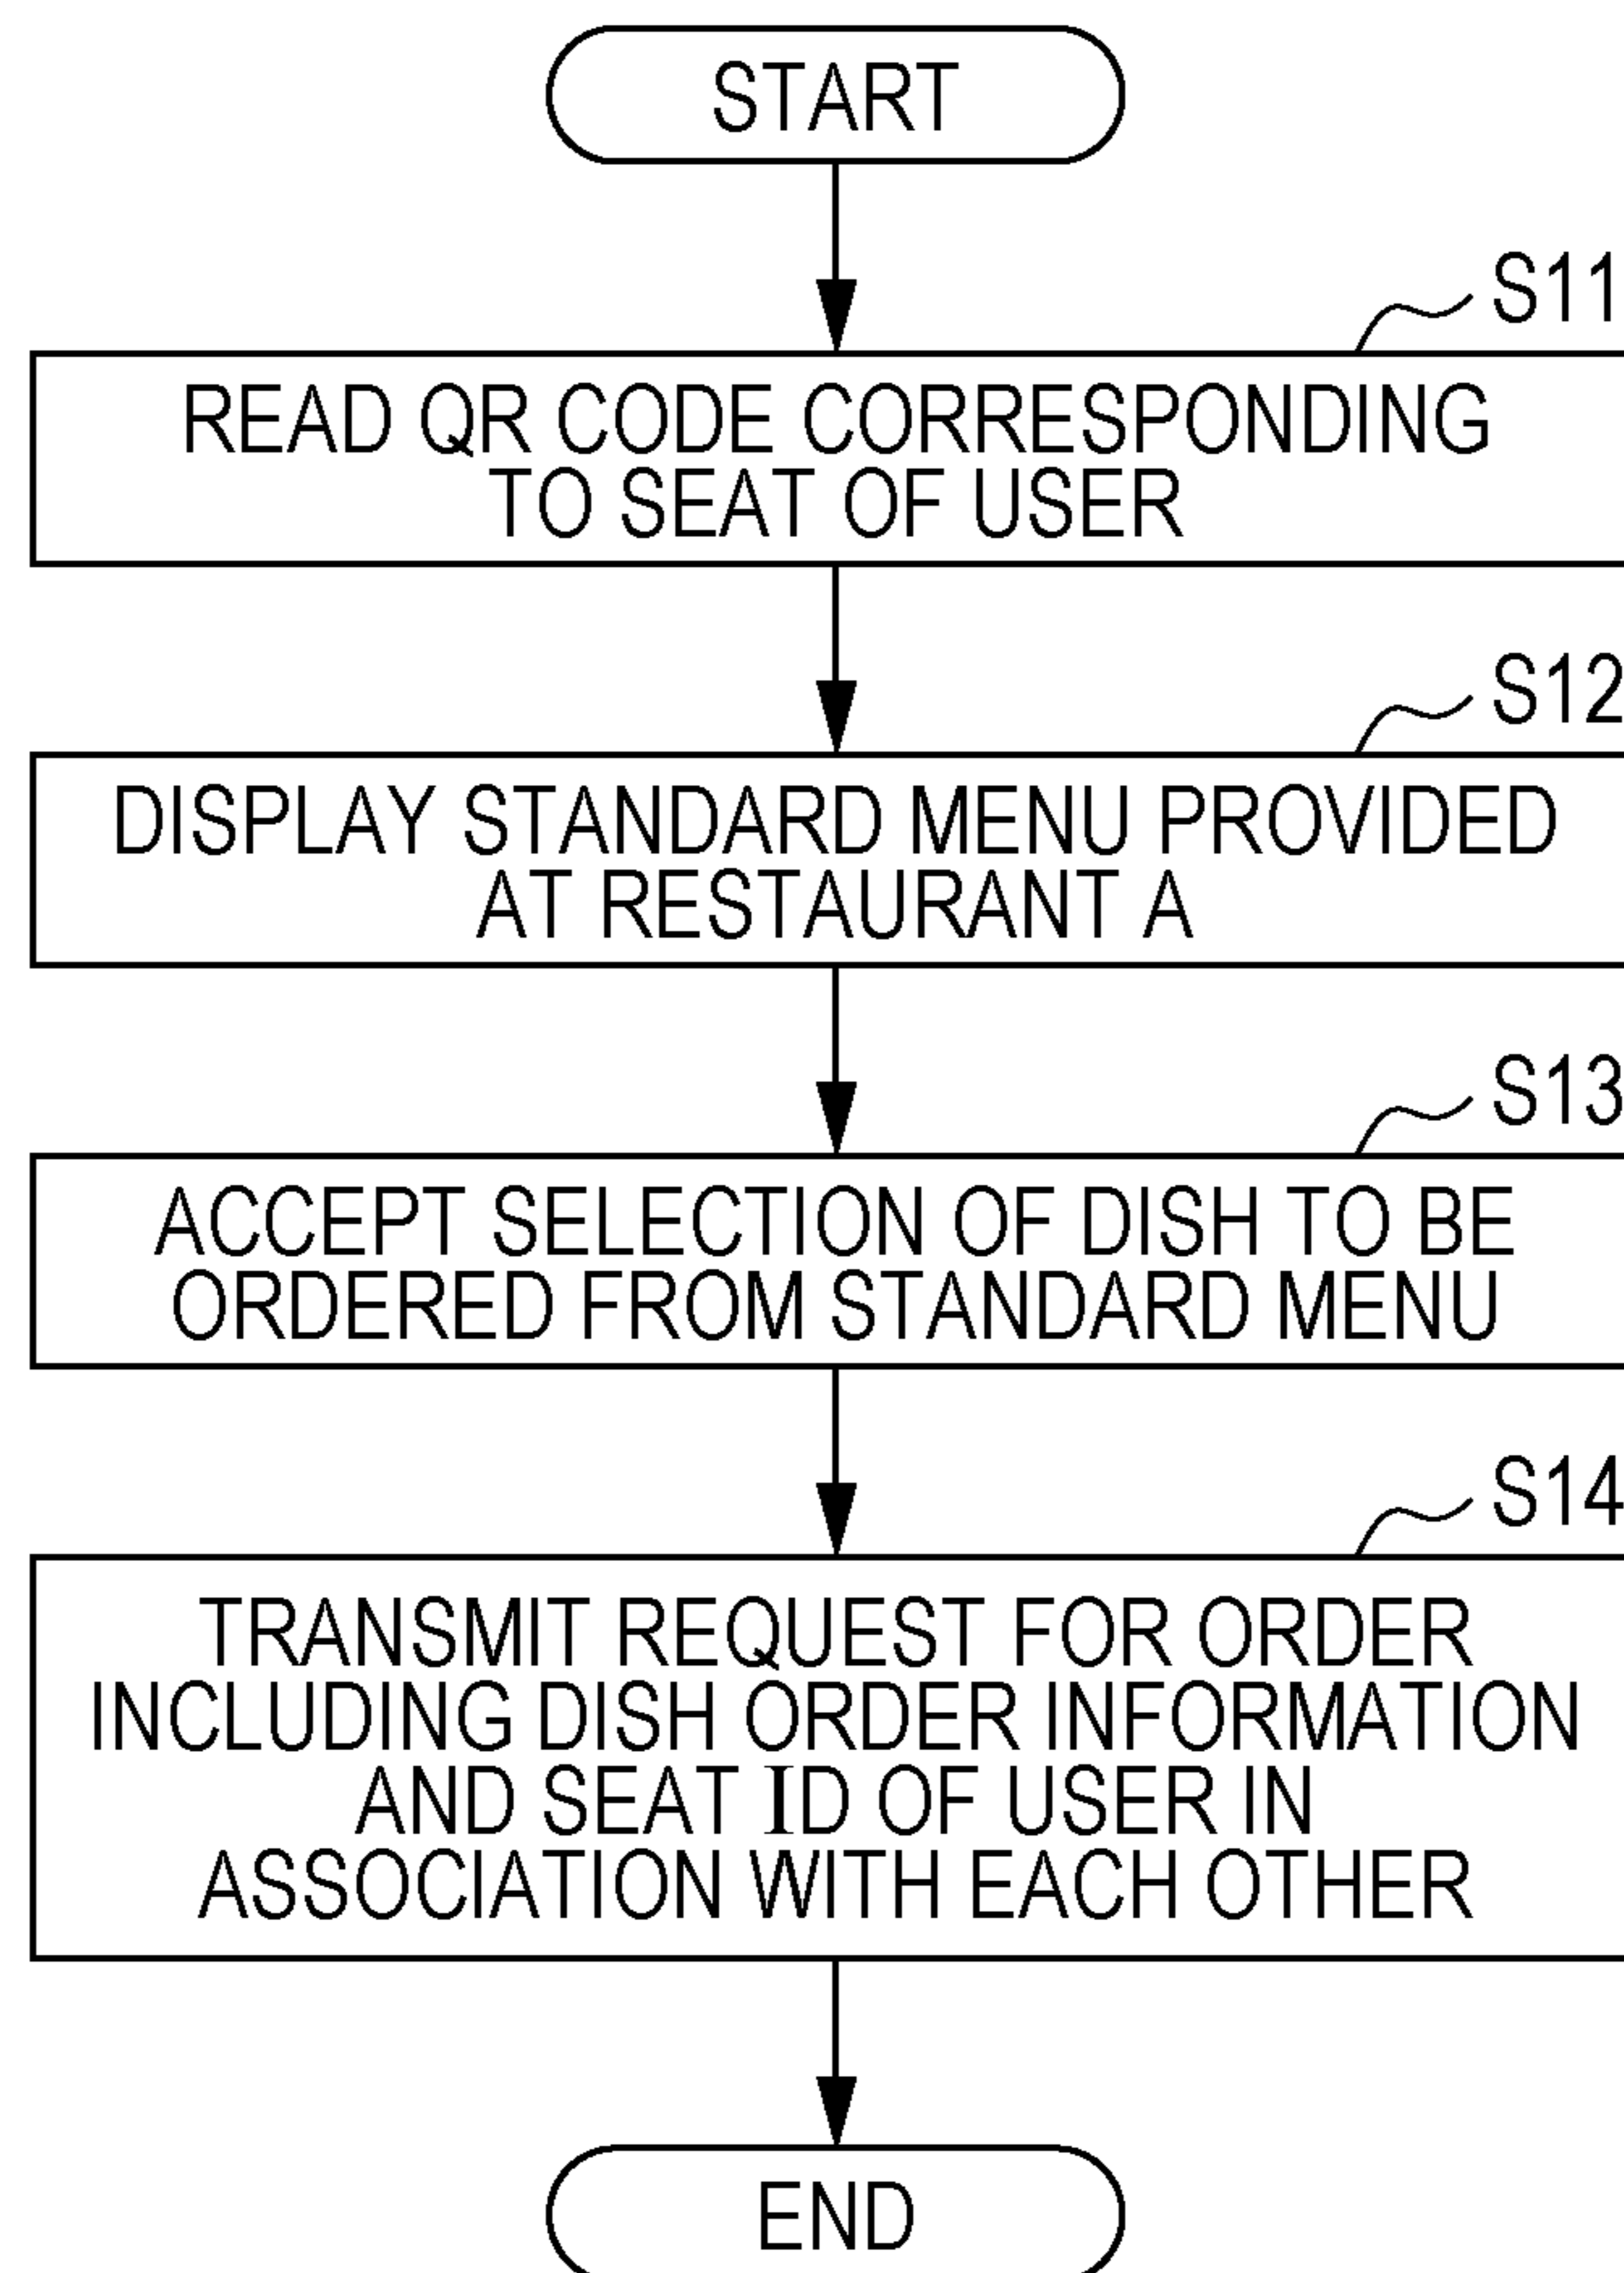 START
S11
READ QR CODE CORRESPONDING
TO SEAT OF USER
S12
DISPLAY STANDARD MENU PROVIDED
AT RESTAURANT A
S13
ACCEPT SELECTION OF DISH TO BE
ORDERED FROM STANDARD MENU
S14
TRANSMIT REQUEST FOR ORDER
INCLUDING DISH ORDER INFORMATION
AND SEAT ID OF USER IN
ASSOCIATION WITH EACH OTHER
END